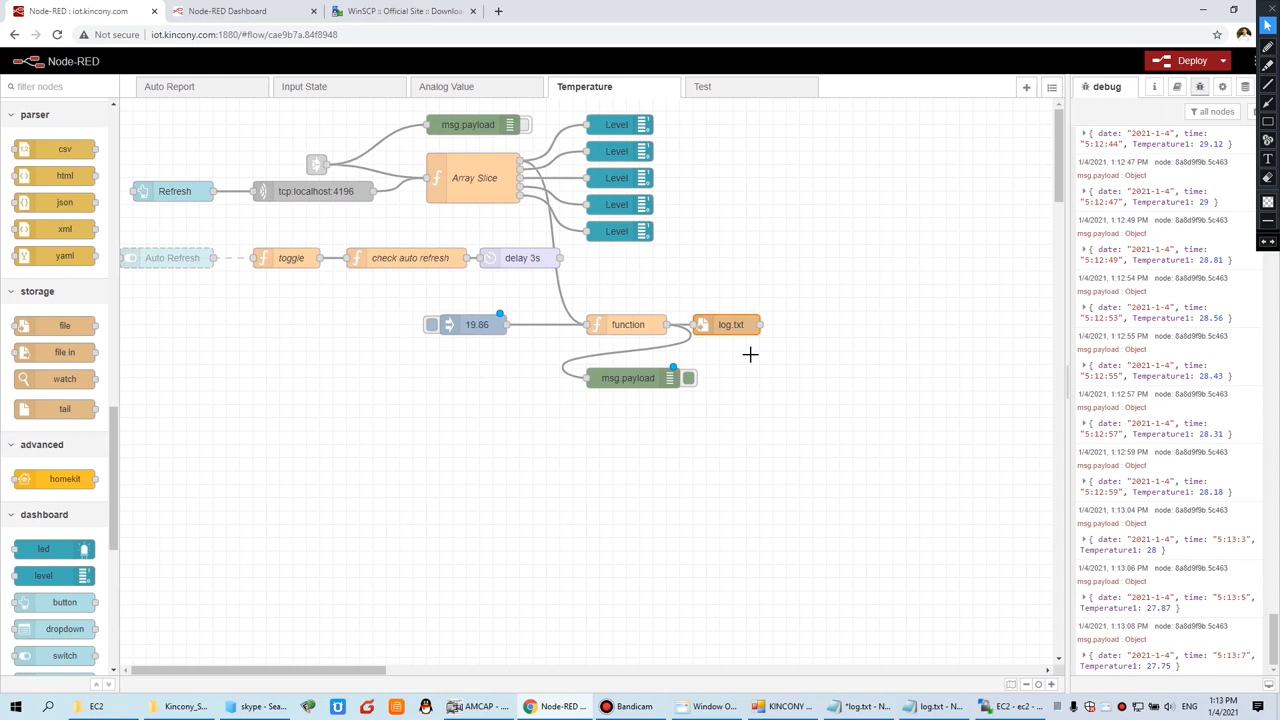 Node-RED : iot.kincony.com
Node-RED Dashboard
WinSCP :: Official Site :: Downlo
Not secure
iot.kincony.com:1880/#flow/cae9b7a.84f8948
Node-RED
Deploy
filter nodes
Auto Report
Input State
Analog Value
Temperature
Test
debug
all nodes
parser
csv
html
json
xml
yaml
storage
file
file in
watch
tail
advanced
homekit
dashboard
led
level
button
dropdown
switch
msg.payload
Level
Level
Level
Level
Level
Array Slice
Refresh
tcp:localhost:4196
Auto Refresh
toggie
check auto refresh
delay 3s
19.86
function
log.txt
msg.payload
{ date: "2021-1-4", time:
"5:12:44", Temperature1: 29.12 }
1/4/2021, 1:12:47 PM node: 8a8d9f9b.5c463
msg.payload : Object
{ date: "2021-1-4", time:
"5:12:47", Temperature1: 29 }
1/4/2021, 1:12:49 PM node: 8a8d9f9b.5c463
msg.payload : Object
{ date: "2021-1-4", time:
"5:12:49", Temperature1: 28.81 }
1/4/2021, 1:12:54 PM node: 8a8d9f9b.5c463
msg.payload : Object
{ date: "2021-1-4", time:
"5:12:53", Temperature1: 28.56 }
1/4/2021, 1:12:55 PM node: 8a8d9f9b.5c463
msg.payload : Object
{ date: "2021-1-4", time:
"5:12:55", Temperature1: 28.43 }
1/4/2021, 1:12:57 PM node: 8a8d9f9b.5c463
msg.payload : Object
{ date: "2021-1-4", time:
"5:12:57", Temperature1: 28.31 }
1/4/2021, 1:12:59 PM node: 8a8d9f9b.5c463
msg.payload : Object
{ date: "2021-1-4", time:
"5:12:59", Temperature1: 28.18 }
1/4/2021, 1:13:04 PM node: 8a8d9f9b.5c463
msg.payload : Object
{ date: "2021-1-4", time: "5:13:3",
Temperature1: 28 }
1/4/2021, 1:13:06 PM node: 8a8d9f9b.5c463
msg.payload : Object
{ date: "2021-1-4", time: "5:13:5",
Temperature1: 27.87 }
1/4/2021, 1:13:08 PM node: 8a8d9f9b.5c463
msg.payload : Object
{ date: "2021-1-4", time: "5:13:7",
Temperature1: 27.75 }
EC2
Kincony_S...
skype - Sea...
AMCAP - ...
Node-RED ...
Bandicam
Window O...
KINCONY ...
*log.txt - N...
log.txt - N...
EC2 - ec2 - ...
1:13 PM
1/4/2021